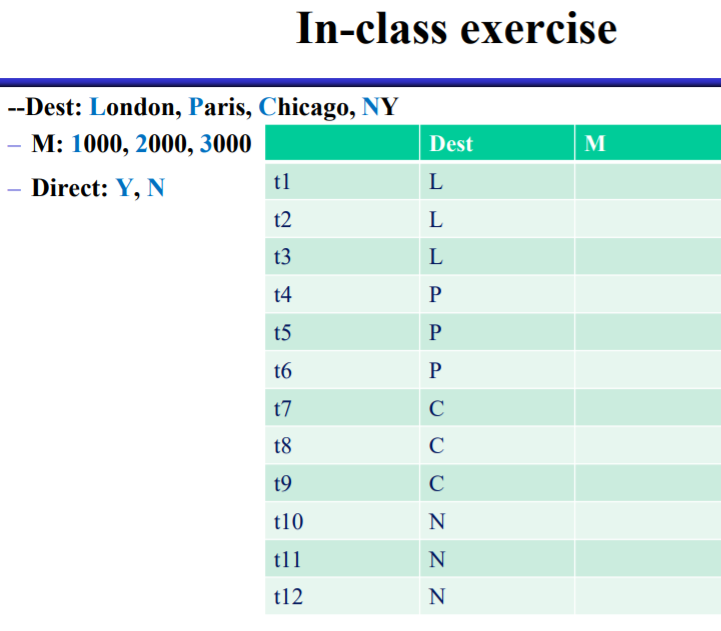 In-class exercise
--Dest: London, Paris, Chicago, NY
– M: 1000, 2000, 3000
– Direct: Y, N
Dest M
t1 L
t2 L
t3 L
t4 P
t5 P
t6 P
t7 C
t8 C
t9 C
t10 N
t11 N
t12 N